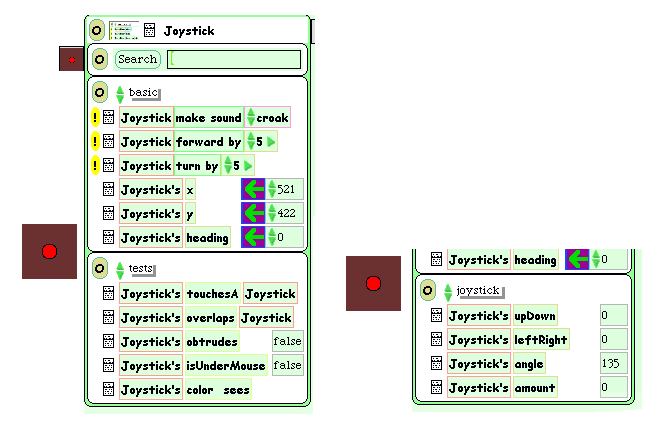 Joystick
Search
basic
! Joystick make sound croak
! Joystick forward by 5
! Joystick turn by 5
Joystick's x 521
Joystick's y 422
Joystick's heading 0
tests
Joystick's touchesA Joystick
Joystick's overlaps Joystick
Joystick's obtrudes false
Joystick's isUnderMouse false
Joystick's color sees
Joystick's heading 0
joystick
Joystick's upDown 0
Joystick's leftRight 0
Joystick's angle 135
Joystick's amount 0